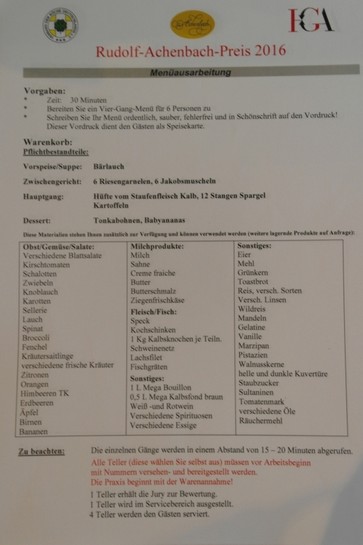 IGA
Rudolf-Achenbach-Preis 2016
Menüausarbeitung
Vorgaben:
* Zeit: 30 Minuten
* Bereiten Sie ein Vier-Gang-Menü für 6 Personen zu
* Schreiben Sie Ihr Menü ordentlich, sauber, fehlerfrei und in Schönschrift auf den Vordruck!
Dieser Vordruck dient den Gästen als Speisekarte.
Warenkorb:
Pflichtbestandteile:
Vorspeise/Suppe: Bärlauch
Zwischengericht: 6 Riesengarnelen, 6 Jakobsmuscheln
Hauptgang: Hüfte vom Staufenfleisch Kalb, 12 Stangen Spargel
Kartoffeln
Dessert: Tonkabohnen, Babyananas
Diese Materialien stehen Ihnen zusätzlich zur Verfügung und können verwendet werden (weitere lagernde Produkte auf Anfrage):
Obst/Gemüse/Salate:
Verschiedene Blattsalate
Kirschtomaten
Schalotten
Zwiebeln
Knoblauch
Karotten
Sellerie
Lauch
Spinat
Broccoli
Fenchel
Kräutersaitlinge
verschiedene frische Kräuter
Zitronen
Orangen
Himbeeren TK
Erdbeeren
Äpfel
Birnen
Bananen
Milchprodukte:
Milch
Sahne
Creme fraiche
Butter
Butterschmalz
Ziegenfrischkäse
Fleisch/Fisch:
Speck
Kochschinken
1 Kg Kalbsknochen je Teiln.
Schweinenetz
Lachsfilet
Fischgräten
Sonstiges:
1 L Mega Bouillon
0,5 L Mega Kalbsfond braun
Weiß -und Rotwein
Verschiedene Spirituosen
Verschiedene Essige
Sonstiges:
Eier
Mehl
Grünkern
Toastbrot
Reis, versch. Sorten
Versch. Linsen
Wildreis
Mandeln
Gelatine
Vanille
Marzipan
Pistazien
Walnusskerne
helle und dunkle Kuvertüre
Staubzucker
Sultaninen
Tomatenmark
verschiedene Öle
Räuchermehl
Zu beachten: Die einzelnen Gänge werden in einem Abstand von 15 – 20 Minuten abgerufen.
Alle Teller (diese wählen Sie selbst aus) müssen vor Arbeitsbeginn
mit Nummern versehen- und bereitgestellt werden.
Die Praxis beginnt mit der Warenannahme!
1 Teller erhält die Jury zur Bewertung.
1 Teller wird im Servicebereich ausgestellt.
4 Teller werden den Gästen serviert.